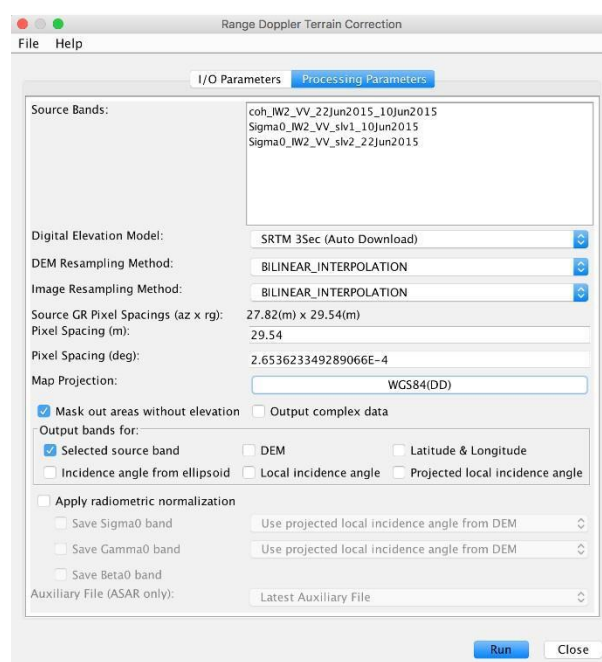 Range Doppler Terrain Correction
File Help
I/O Parameters Processing Parameters
Source Bands:
coh_IW2_VV_22Jun2015_10Jun2015
Sigma0_IW2_VV_slv1_10Jun2015
Sigma0_IW2_VV_slv2_22Jun2015
Digital Elevation Model: SRTM 3Sec (Auto Download)
DEM Resampling Method: BILINEAR_INTERPOLATION
Image Resampling Method: BILINEAR_INTERPOLATION
Source GR Pixel Spacings (az x rg): 27.82(m) x 29.54(m)
Pixel Spacing (m): 29.54
Pixel Spacing (deg): 2.653623349289066E-4
Map Projection: WGS84(DD)
Mask out areas without elevation Output complex data
Output bands for:
Selected source band DEM Latitude & Longitude
Incidence angle from ellipsoid Local incidence angle Projected local incidence angle
Apply radiometric normalization
Save Sigma0 band Use projected local incidence angle from DEM
Save Gamma0 band Use projected local incidence angle from DEM
Save Beta0 band
Auxiliary File (ASAR only): Latest Auxiliary File
Run Close